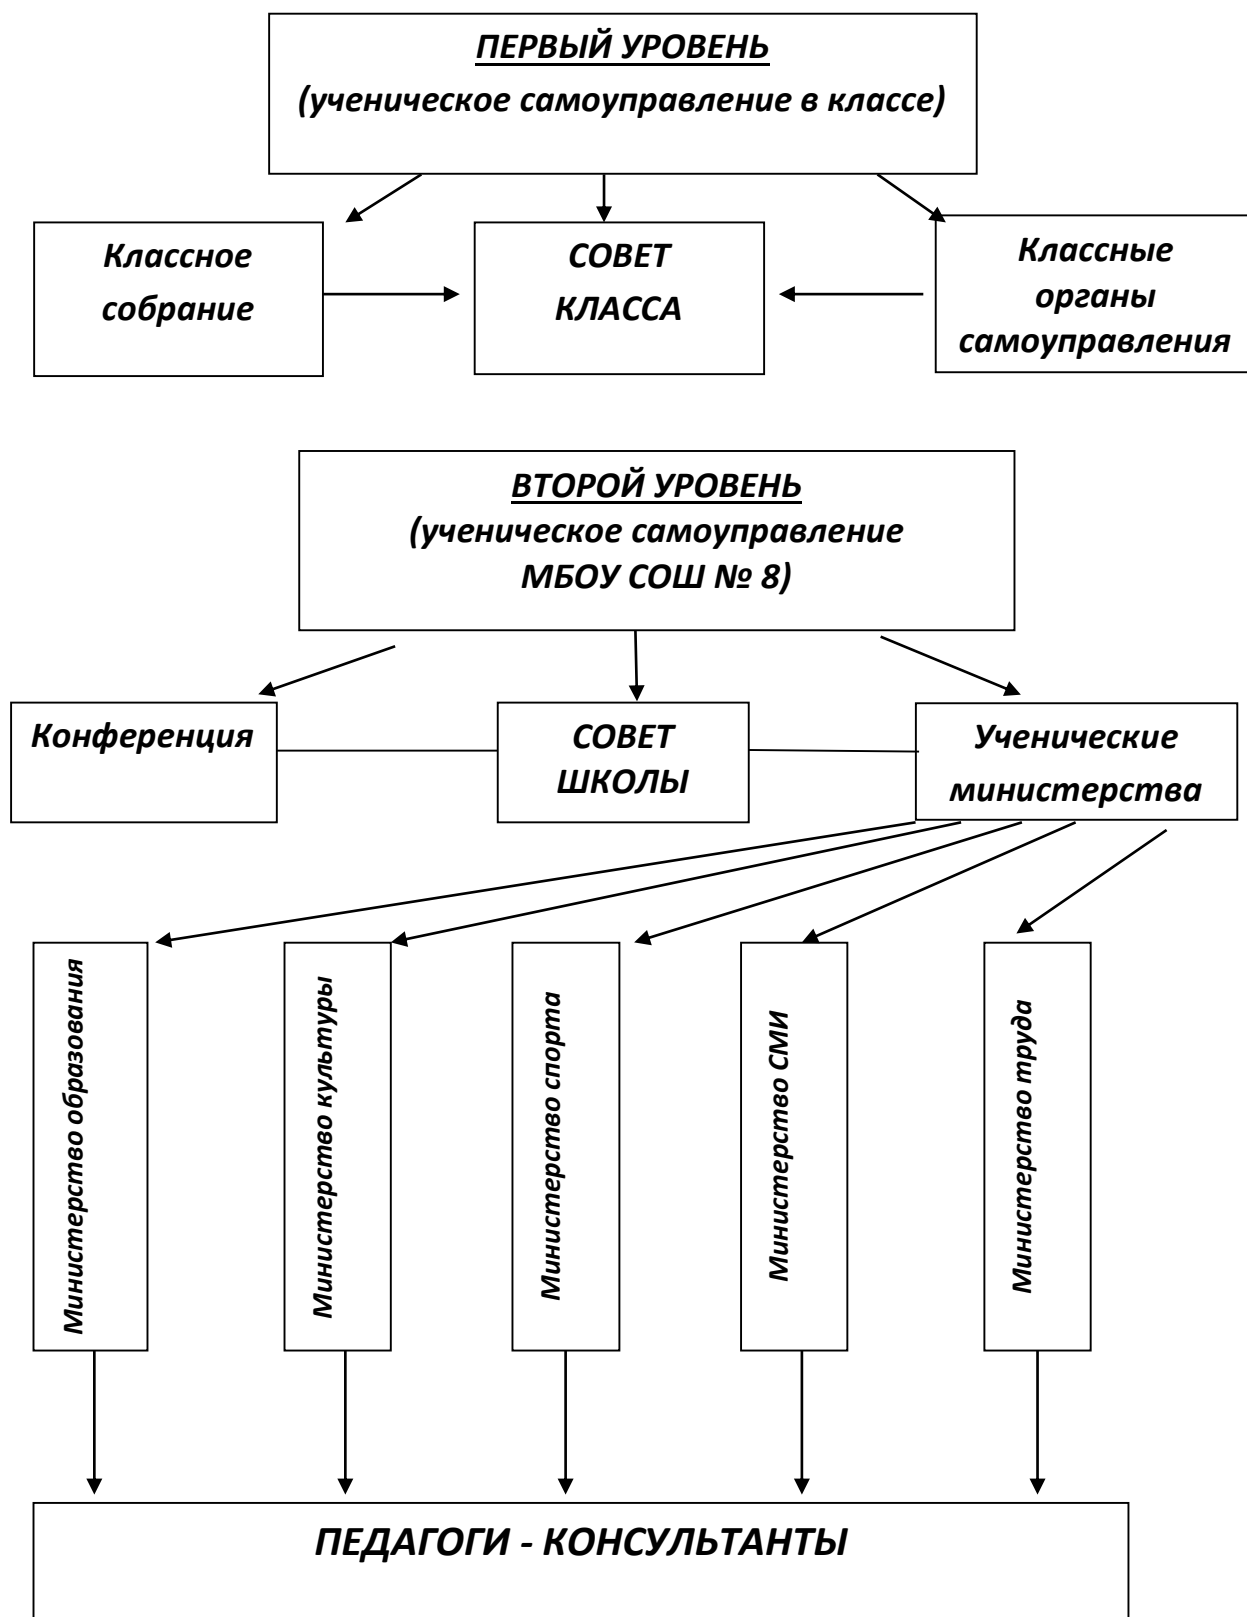 ПЕРВЫЙ УРОВЕНЬ
(ученическое самоуправление в классе)
Классное
собрание
СОВЕТ
КЛАССА
Классные
органы
самоуправления
ВТОРОЙ УРОВЕНЬ
(ученическое самоуправление
МБОУ СОШ № 8)
Конференция
СОВЕТ
ШКОЛЫ
Ученические
министерства
Министерство образования
Министерство культуры
Министерство спорта
Министерство СМИ
Министерство труда
ПЕДАГОГИ - КОНСУЛЬТАНТЫ